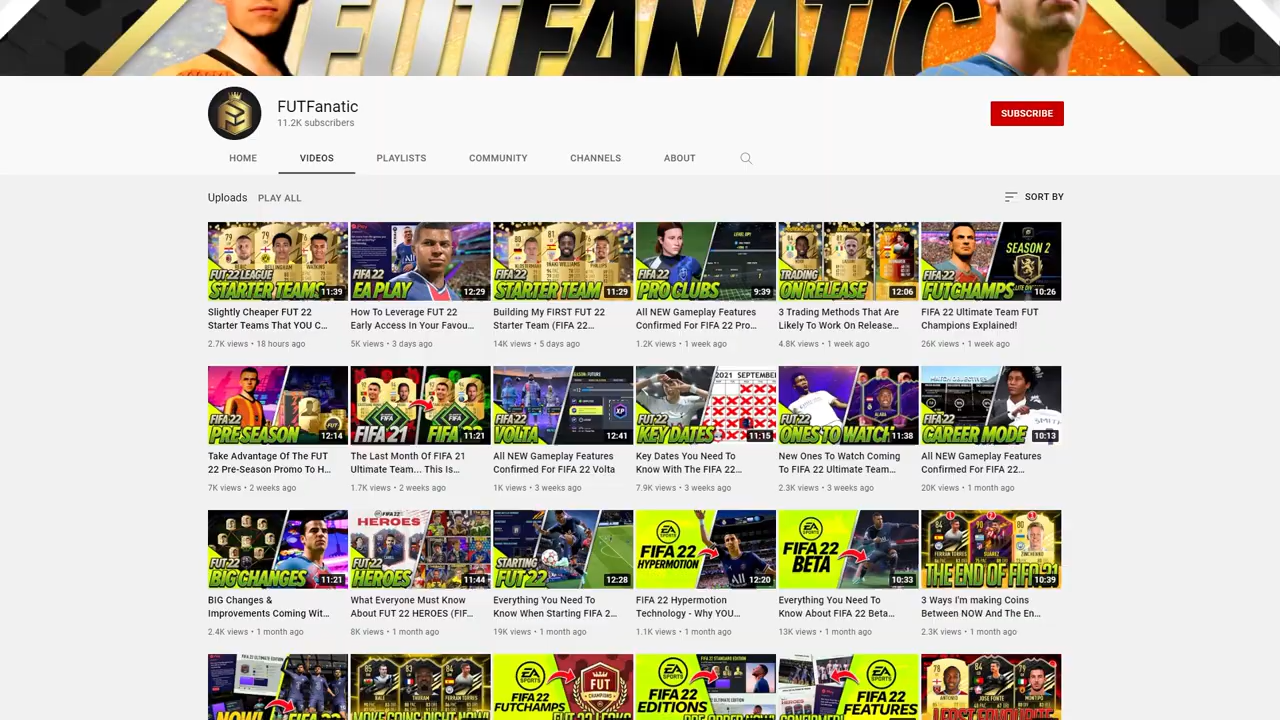 FUTFANATIC
FUTFanatic
11.2K subscribers
SUBSCRIBE
HOME
VIDEOS
PLAYLISTS
COMMUNITY
CHANNELS
ABOUT
Uploads
PLAY ALL
SORT BY
FUT 22 LEAGUE
STARTER TEAMS
11:39
Slightly Cheaper FUT 22
Starter Teams That YOU C...
2.7K views • 18 hours ago
FIFA 22
EA PLAY
12:29
How To Leverage FUT 22
Early Access In Your Favou...
5K views • 3 days ago
FIFA 22
STARTER TEAM
11:29
Building My FIRST FUT 22
Starter Team (FIFA 22...
14K views • 5 days ago
FIFA 22
PRO CLUBS
9:39
All NEW Gameplay Features
Confirmed For FIFA 22 Pro...
1.2K views • 1 week ago
TRADING
ON RELEASE
12:06
3 Trading Methods That Are
Likely To Work On Release...
4.8K views • 1 week ago
SEASON 2
FIFA 22
FUTCHAMPS
10:26
FIFA 22 Ultimate Team FUT
Champions Explained!
26K views • 1 week ago
FIFA 22
PRESEASON
12:14
Take Advantage Of The FUT
22 Pre-Season Promo To H...
7K views • 2 weeks ago
FIFA 21
11:21
The Last Month Of FIFA 21
Ultimate Team... This Is...
1.7K views • 2 weeks ago
FIFA 22
VOLTA
XP
12:41
All NEW Gameplay Features
Confirmed For FIFA 22 Volta
1K views • 3 weeks ago
2021 SEPTEMBER
FUT 22
KEY DATES
11:15
Key Dates You Need To
Know With The FIFA 22...
7.9K views • 3 weeks ago
FUT 22
ONES TO WATCH
11:38
New Ones To Watch Coming
To FIFA 22 Ultimate Team...
2.3K views • 3 weeks ago
FIFA 22
CAREER MODE
10:13
All NEW Gameplay Features
Confirmed For FIFA 22...
20K views • 1 month ago
FUT 22
BIG CHANGES
11:21
BIG Changes &
Improvements Coming Wit...
2.4K views • 1 month ago
HEROES
FUT 22
HEROES
11:44
What Everyone Must Know
About FUT 22 HEROES (FIF...
8K views • 1 month ago
STARTING
FUT 22
12:28
Everything You Need To
Know When Starting FIFA 2...
19K views • 1 month ago
EA SPORTS
FIFA 22
HYPERMOTION
12:20
FIFA 22 Hypermotion
Technology - Why YOU...
1.1K views • 1 month ago
EA SPORTS
FIFA 22
BETA
10:33
Everything You Need To
Know About FIFA 22 Beta...
13K views • 1 month ago
FERRAN TORRES
SUAREZ
ZINCHENKO
THE END OF FIFA 21
10:39
3 Ways I'm making Coins
Between NOW And The En...
2.3K views • 1 month ago
EA SPORTS
FIFA 22
FUTCHAMPS
FUT
CHAMPIONS
EA SPORTS
FIFA 22
EDITIONS
EA SPORTS
FIFA 22
FEATURES